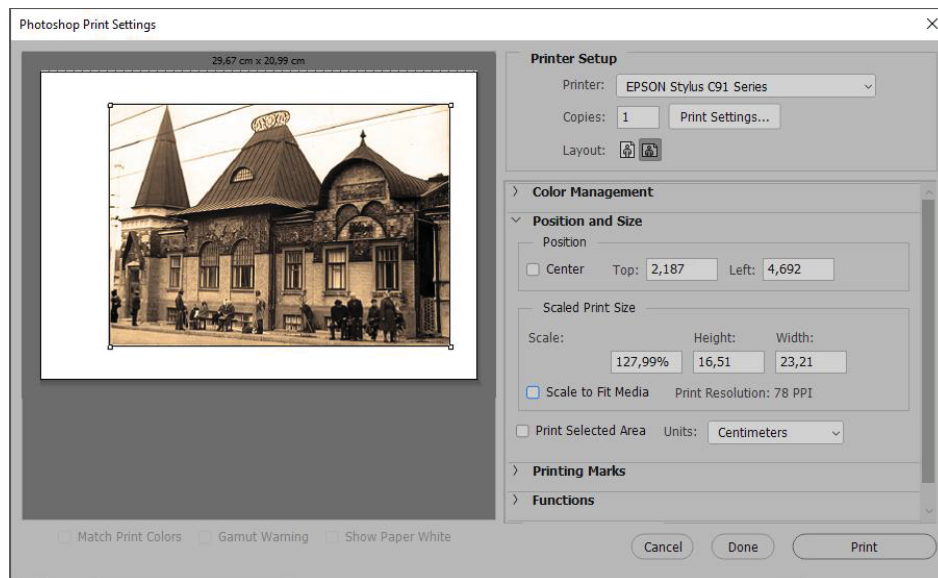 Photoshop Print Settings
29,67 cm x 20,99 cm
Printer Setup
Printer: EPSON Stylus C91 Series
Copies: 1 Print Settings...
Layout:
Color Management
Position and Size
Position
Center Top: 2,187 Left: 4,692
Scaled Print Size
Scale: Height: Width:
127,99% 16,51 23,21
Scale to Fit Media Print Resolution: 78 PPI
Print Selected Area Units: Centimeters
Printing Marks
Functions
Match Print Colors Gamut Warning Show Paper White
Cancel Done Print